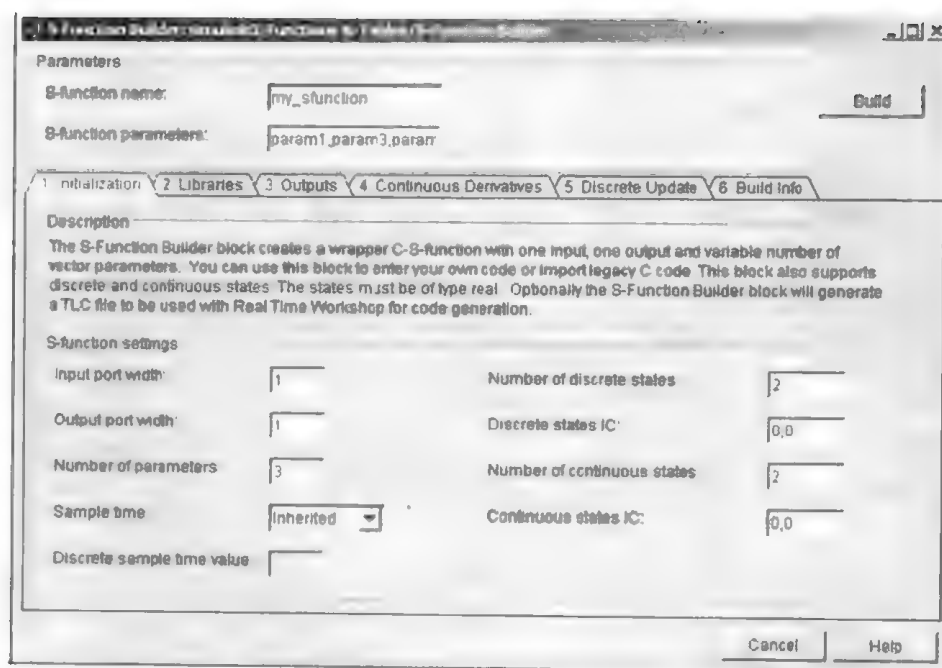 Parameters
S-function name: my_sfunction
Build
S-function parameters: param1,param3,param
1 Initialization 2 Libraries 3 Outputs 4 Continuous Derivatives 5 Discrete Update 6 Build Info
Description
The S-Function Builder block creates a wrapper C-S-function with one input, one output and variable number of
vector parameters. You can use this block to enter your own code or import legacy C code. This block also supports
discrete and continuous states. The states must be of type real. Optionally the S-Function Builder block will generate
a TLC file to be used with Real Time Workshop for code generation.
S-function settings
Input port width: 1 Number of discrete states 2
Output port width: 1 Discrete states IC: 0,0
Number of parameters 3 Number of continuous states 2
Sample time Inherited Continuous states IC: 0,0
Discrete sample time value
Cancel Help